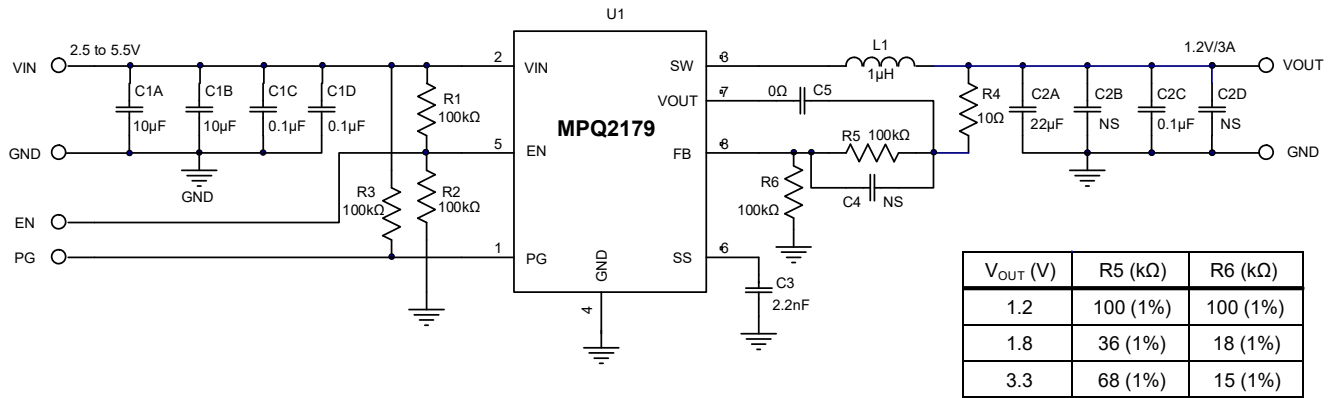 U1
2.5 to 5.5V
VIN
C1A
10µF
C1B
10µF
C1C
0.1µF
C1D
0.1µF
R1
100kΩ
2
VIN
SW
3
L1
1µH
1.2V/3A
VOUT
VOUT
7
0Ω
C5
R4
10Ω
C2A
22µF
C2B
NS
C2C
0.1µF
C2D
NS
MPQ2179
GND
GND
5
EN
FB
8
R5
100kΩ
GND
R3
100kΩ
R2
100kΩ
R6
100kΩ
C4
NS
EN
PG
1
PG
GND
4
SS
6
C3
2.2nF
VOUT (V) R5 (kΩ) R6 (kΩ)
1.2 100 (1%) 100 (1%)
1.8 36 (1%) 18 (1%)
3.3 68 (1%) 15 (1%)